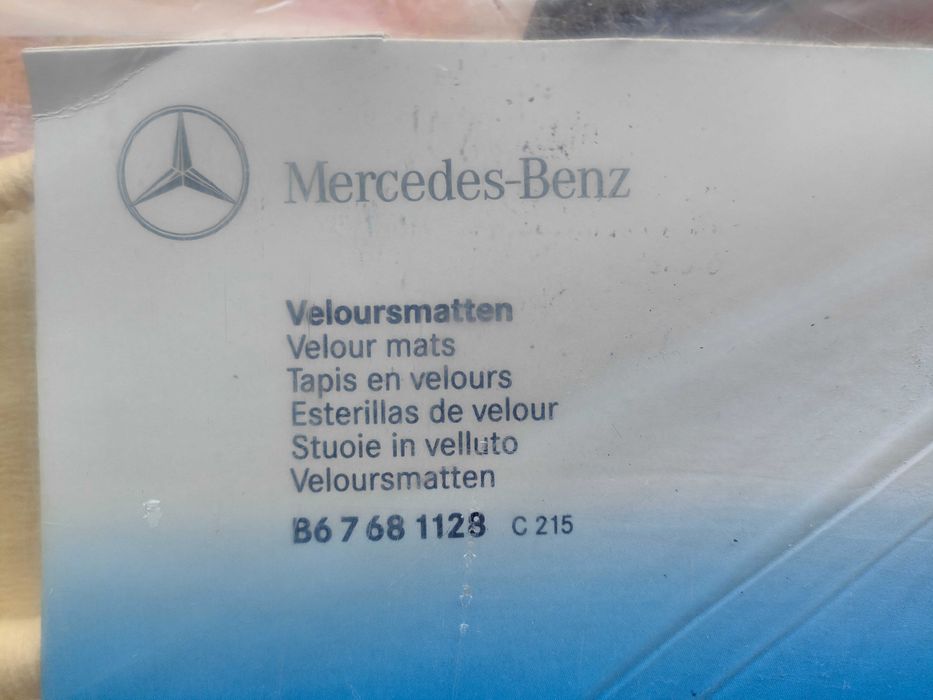 Mercedes-Benz
Veloursmatten
Velour mats
Tapis en velours
Esterillas de velour
Stuoie in velluto
Veloursmatten
B6 7 68 1128 C 215